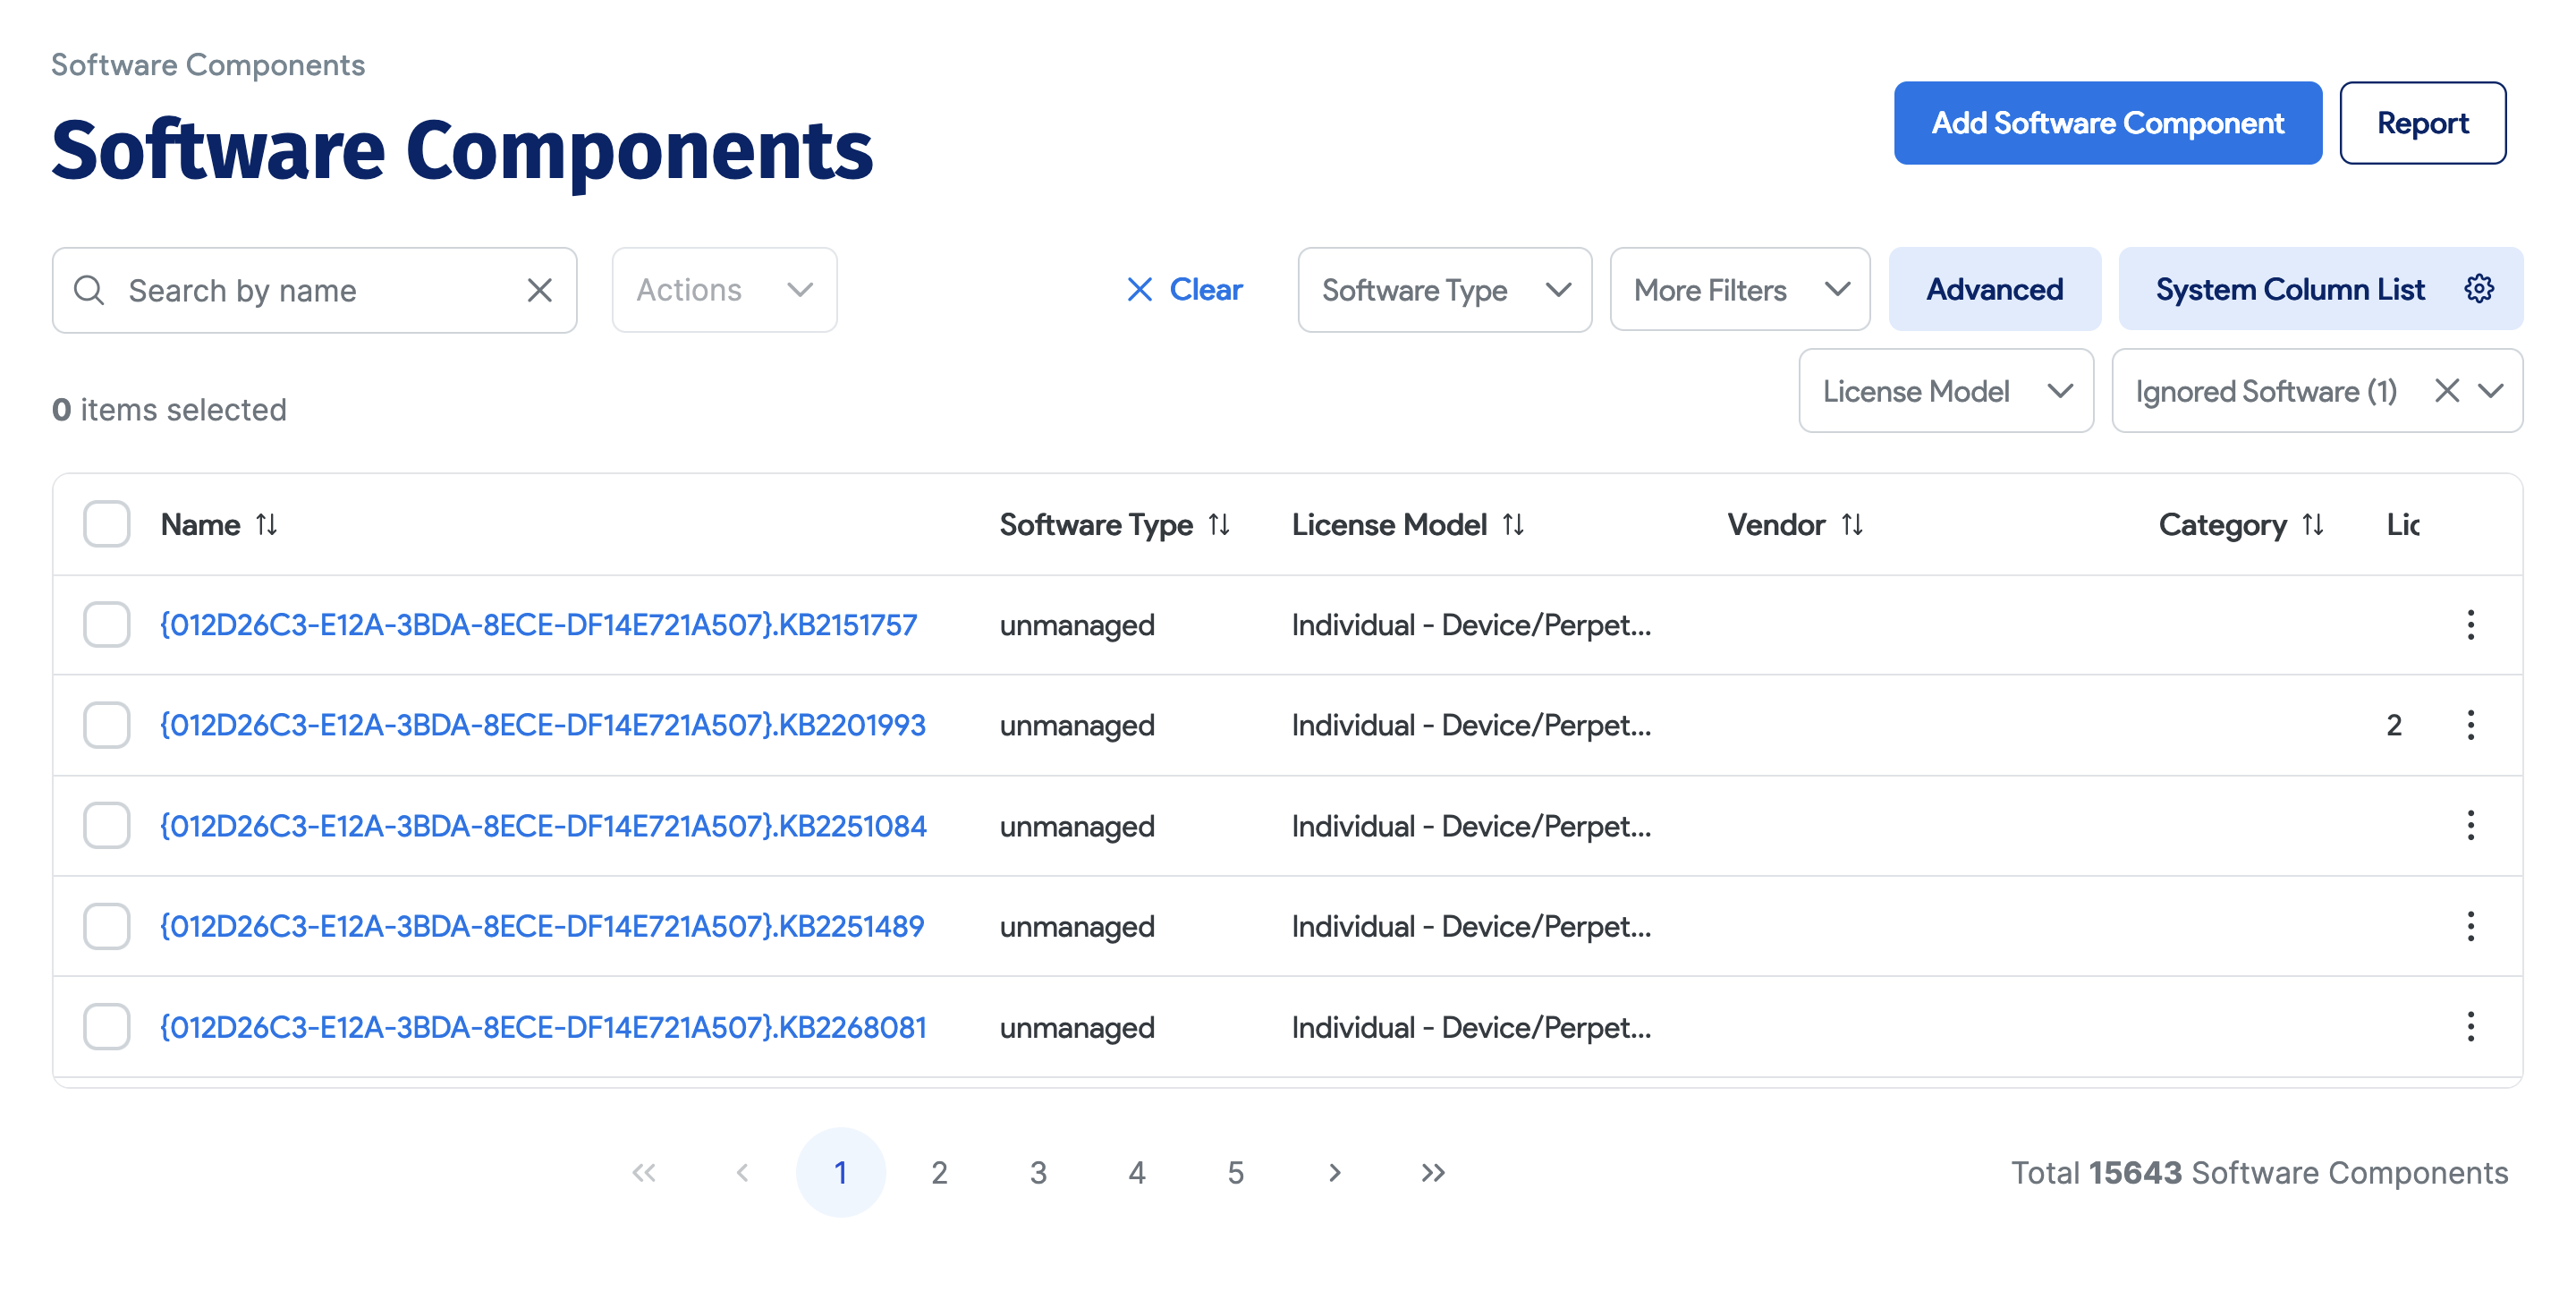 Software Components
Software Components
Add Software Component
Report
Search by name
Actions
Clear
Software Type
More Filters
Advanced
System Column List
License Model
Ignored Software (1)
0 items selected
Name Software Type License Model Vendor Category Lic
{012D26C3-E12A-3BDA-8ECE-DF14E721A507}.KB2151757 unmanaged Individual - Device/Perpet...
{012D26C3-E12A-3BDA-8ECE-DF14E721A507}.KB2201993 unmanaged Individual - Device/Perpet... 2
{012D26C3-E12A-3BDA-8ECE-DF14E721A507}.KB2251084 unmanaged Individual - Device/Perpet...
{012D26C3-E12A-3BDA-8ECE-DF14E721A507}.KB2251489 unmanaged Individual - Device/Perpet...
{012D26C3-E12A-3BDA-8ECE-DF14E721A507}.KB2268081 unmanaged Individual - Device/Perpet...
1 2 3 4 5
Total 15643 Software Components